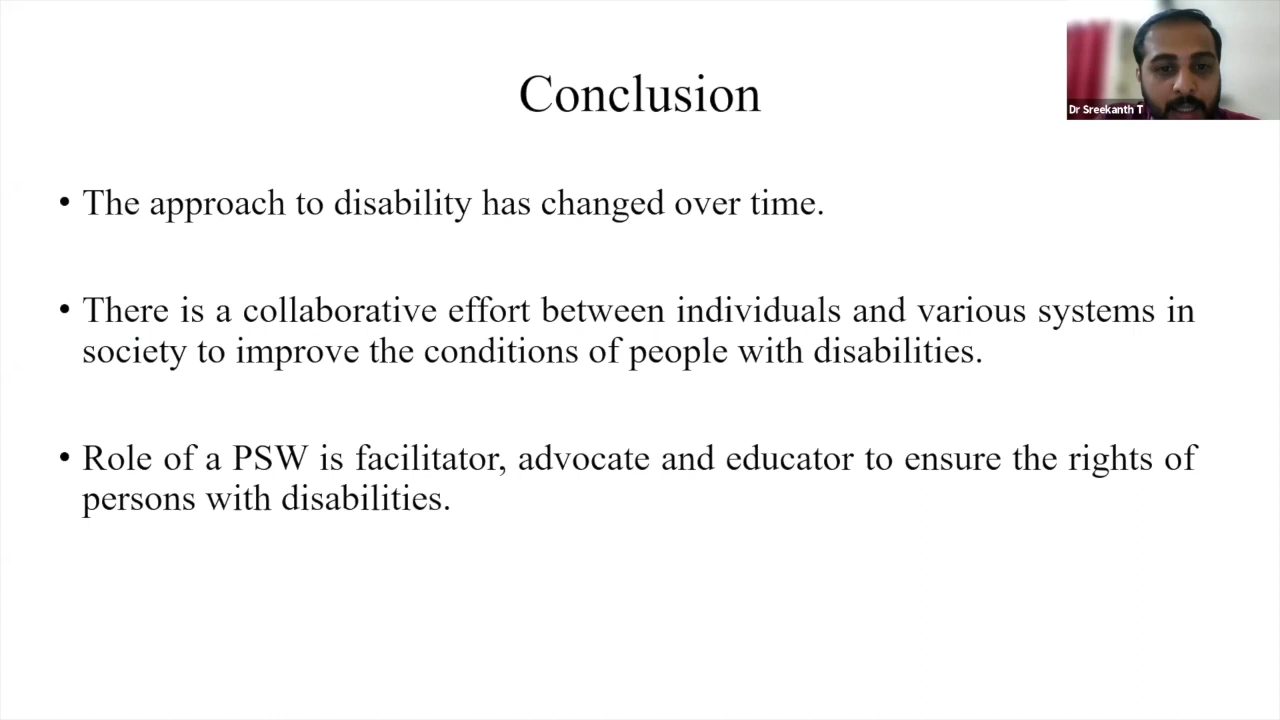 Conclusion
Dr Sreekanth T
• The approach to disability has changed over time.
• There is a collaborative effort between individuals and various systems in
society to improve the conditions of people with disabilities.
• Role of a PSW is facilitator, advocate and educator to ensure the rights of
persons with disabilities.